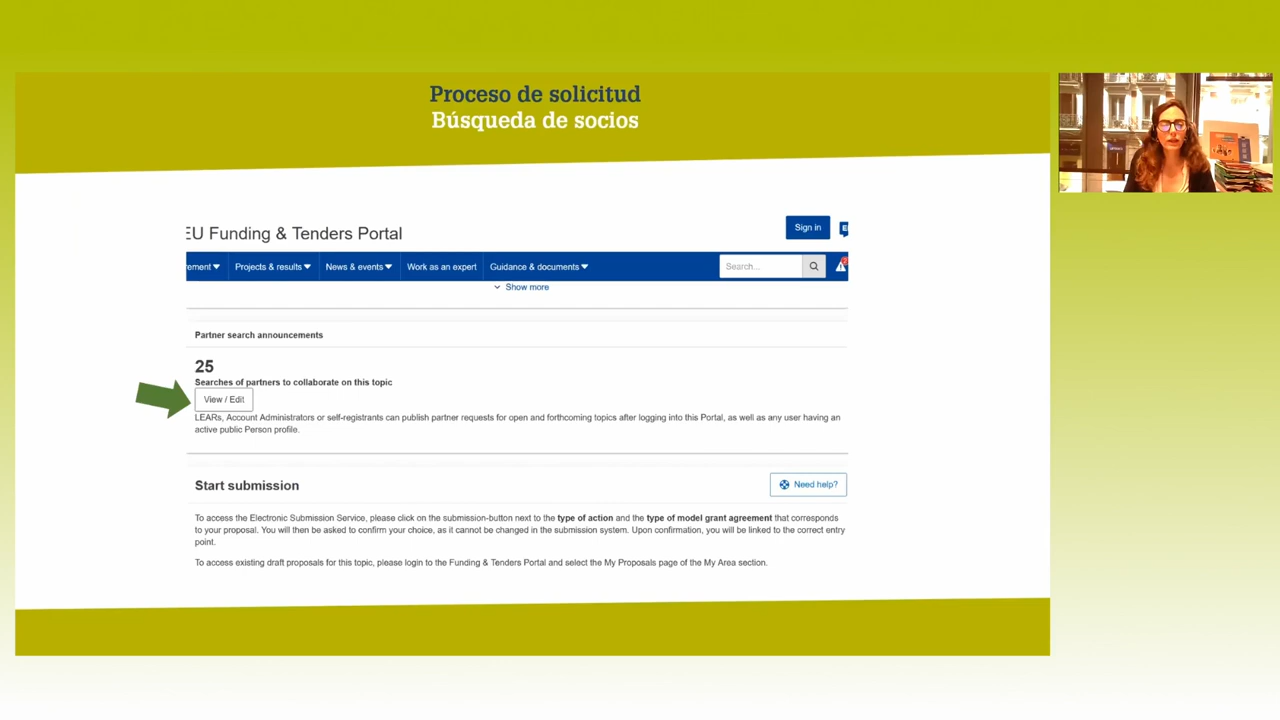 Proceso de solicitud
Búsqueda de socios
EU Funding & Tenders Portal
Sign in
Projects & results
News & events
Work as an expert
Guidance & documents
Search...
Show more
Partner search announcements
25
Searches of partners to collaborate on this topic
View / Edit
LEARs, Account Administrators or self-registrants can publish partner requests for open and forthcoming topics after logging into this Portal, as well as any user having an
active public Person profile.
Start submission
Need help?
To access the Electronic Submission Service, please click on the submission-button next to the type of action and the type of model grant agreement that corresponds
to your proposal. You will then be asked to confirm your choice, as it cannot be changed in the submission system. Upon confirmation, you will be linked to the correct entry
point.
To access existing draft proposals for this topic, please login to the Funding & Tenders Portal and select the My Proposals page of the My Area section.